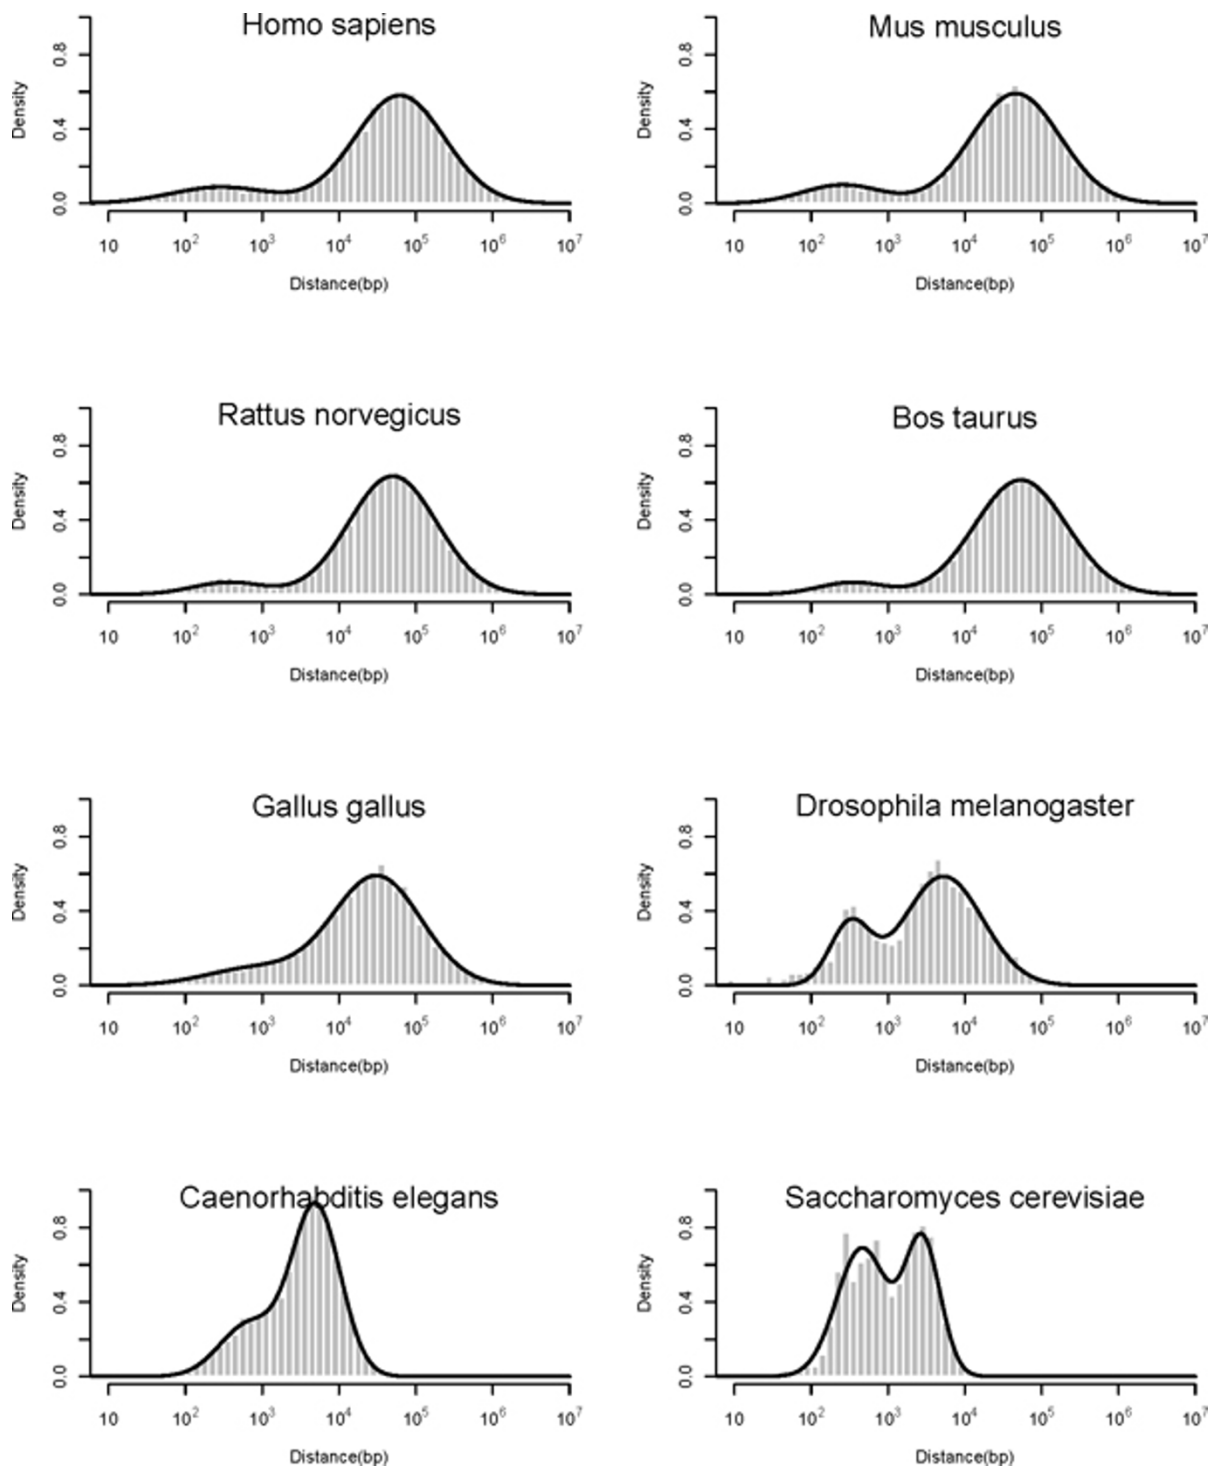 Homo sapiens
Density
0.0 0.4 0.8
10 10² 10³ 10⁴ 10⁵ 10⁶ 10⁷
Distance(bp)
Mus musculus
Density
0.0 0.4 0.8
10 10² 10³ 10⁴ 10⁵ 10⁶ 10⁷
Distance(bp)
Rattus norvegicus
Density
0.0 0.4 0.8
10 10² 10³ 10⁴ 10⁵ 10⁶ 10⁷
Distance(bp)
Bos taurus
Density
0.0 0.4 0.8
10 10² 10³ 10⁴ 10⁵ 10⁶ 10⁷
Distance(bp)
Gallus gallus
Density
0.0 0.4 0.8
10 10² 10³ 10⁴ 10⁵ 10⁶ 10⁷
Distance(bp)
Drosophila melanogaster
Density
0.0 0.4 0.8
10 10² 10³ 10⁴ 10⁵ 10⁶ 10⁷
Distance(bp)
Caenorhabditis elegans
Density
0.0 0.4 0.8
10 10² 10³ 10⁴ 10⁵ 10⁶ 10⁷
Distance(bp)
Saccharomyces cerevisiae
Density
0.0 0.4 0.8
10 10² 10³ 10⁴ 10⁵ 10⁶ 10⁷
Distance(bp)